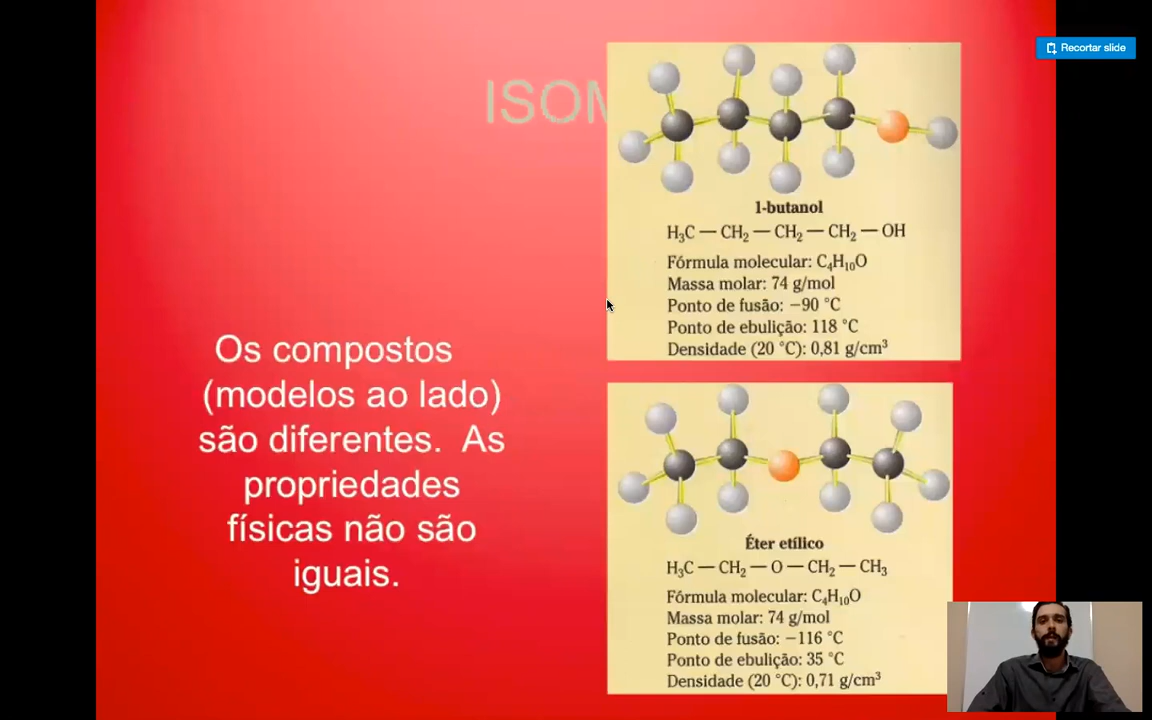 Recortar slide
ISOM
1-butanol
H₃C — CH₂ — CH₂ — CH₂ — OH
Fórmula molecular: C₄H₁₀O
Massa molar: 74 g/mol
Ponto de fusão: −90 °C
Ponto de ebulição: 118 °C
Densidade (20 °C): 0,81 g/cm³
Os compostos
(modelos ao lado)
são diferentes. As
propriedades
físicas não são
iguais.
Éter etílico
H₃C — CH₂ — O — CH₂ — CH₃
Fórmula molecular: C₄H₁₀O
Massa molar: 74 g/mol
Ponto de fusão: −116 °C
Ponto de ebulição: 35 °C
Densidade (20 °C): 0,71 g/cm³